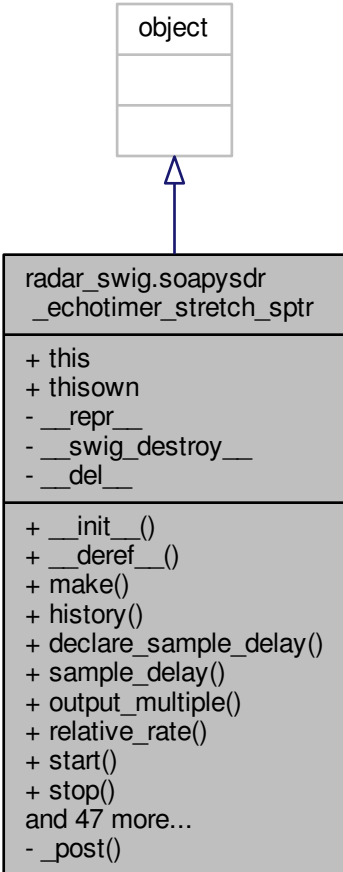 object
radar_swig.soapysdr
_echotimer_stretch_sptr
+ this
+ thisown
- __repr__
- __swig_destroy__
- __del__
+ __init__()
+ __deref__()
+ make()
+ history()
+ declare_sample_delay()
+ sample_delay()
+ output_multiple()
+ relative_rate()
+ start()
+ stop()
and 47 more...
- _post()